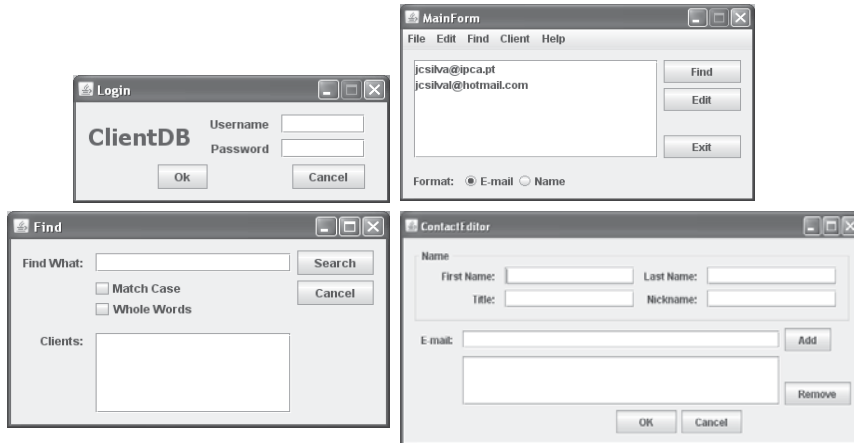 Login
ClientDB
Username
Password
Ok Cancel
MainForm
File Edit Find Client Help
jcsilva@ipca.pt
jcsilval@hotmail.com
Find
Edit
Exit
Format: E-mail Name
Find
Find What:
Search
Match Case
Cancel
Whole Words
Clients:
ContactEditor
Name
First Name: Last Name:
Title: Nickname:
E-mail: Add
Remove
OK Cancel